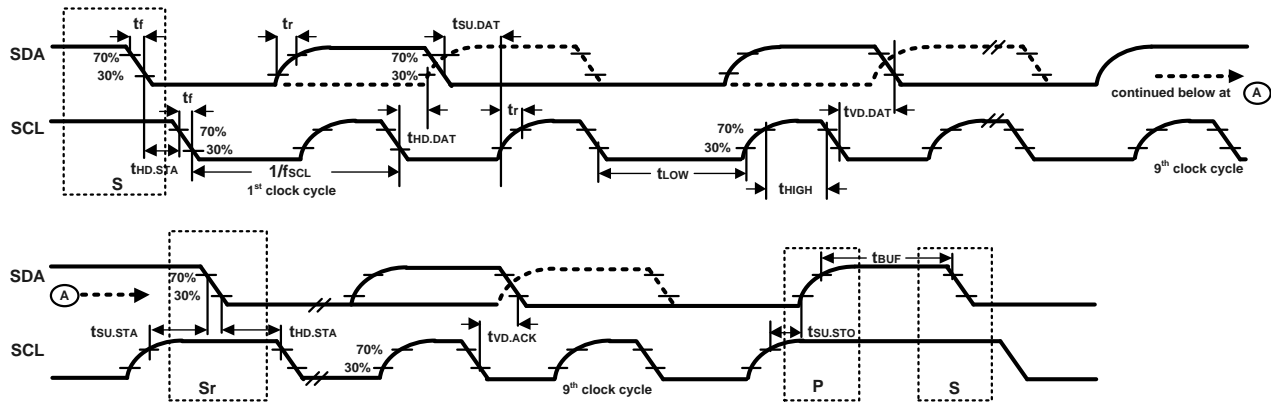 tf
tr
tSU.DAT
SDA
70%
30%
70%
30%
continued below at A
tf
tHD.DAT
tr
tVD.DAT
SCL
70%
30%
70%
30%
tHD.STA
1/fSCL
tLOW
tHIGH
S
1st clock cycle
9th clock cycle
SDA
70%
30%
tBUF
A
tSU.STA
tHD.STA
tVD.ACK
tSU.STO
SCL
70%
30%
Sr
9th clock cycle
P
S